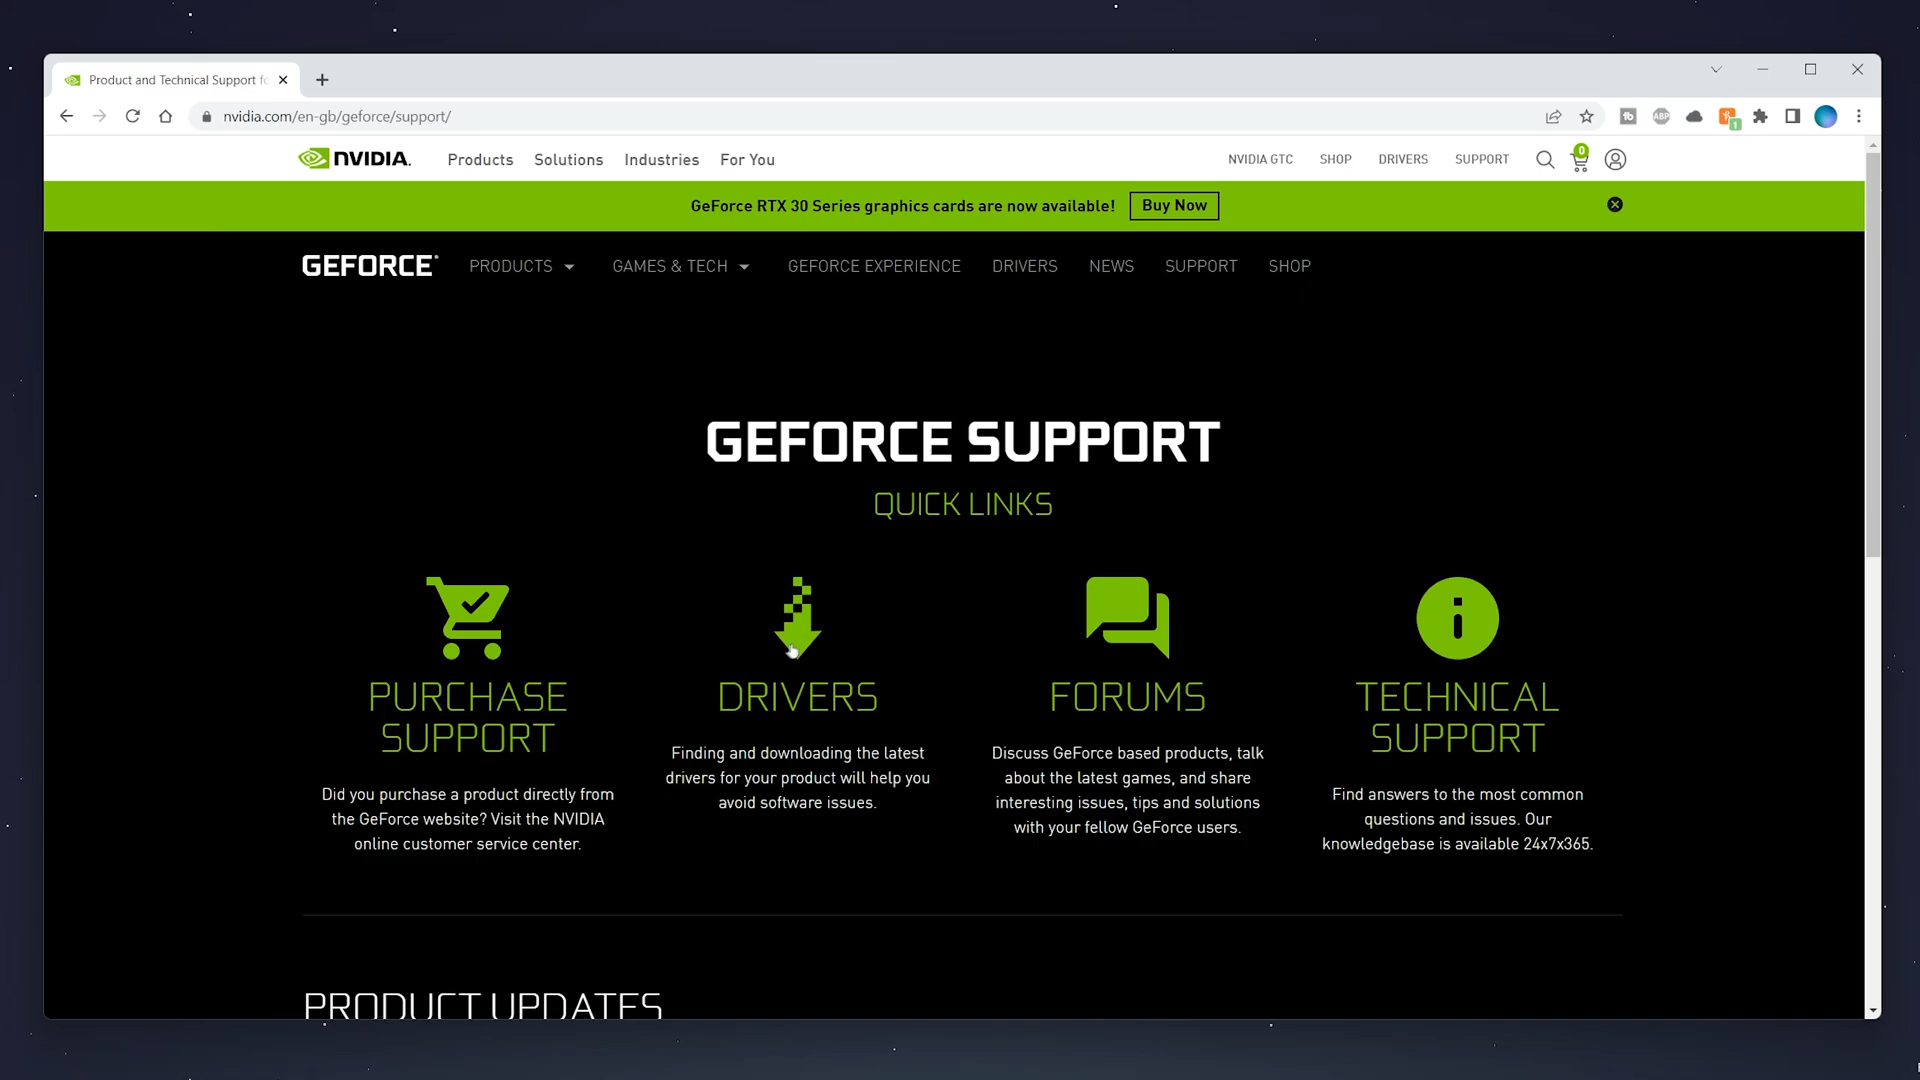 Product and Technical Support fo
nvidia.com/en-gb/geforce/support/
tb
ABP
1
NVIDIA.
Products
Solutions
Industries
For You
NVIDIA GTC
SHOP
DRIVERS
SUPPORT
0
GeForce RTX 30 Series graphics cards are now available!
Buy Now
GEFORCE
PRODUCTS
GAMES & TECH
GEFORCE EXPERIENCE
DRIVERS
NEWS
SUPPORT
SHOP
GEFORCE SUPPORT
QUICK LINKS
PURCHASE
SUPPORT
Did you purchase a product directly from
the GeForce website? Visit the NVIDIA
online customer service center.
DRIVERS
Finding and downloading the latest
drivers for your product will help you
avoid software issues.
FORUMS
Discuss GeForce based products, talk
about the latest games, and share
interesting issues, tips and solutions
with your fellow GeForce users.
TECHNICAL
SUPPORT
Find answers to the most common
questions and issues. Our
knowledgebase is available 24x7x365.
PRODUCT UPDATES